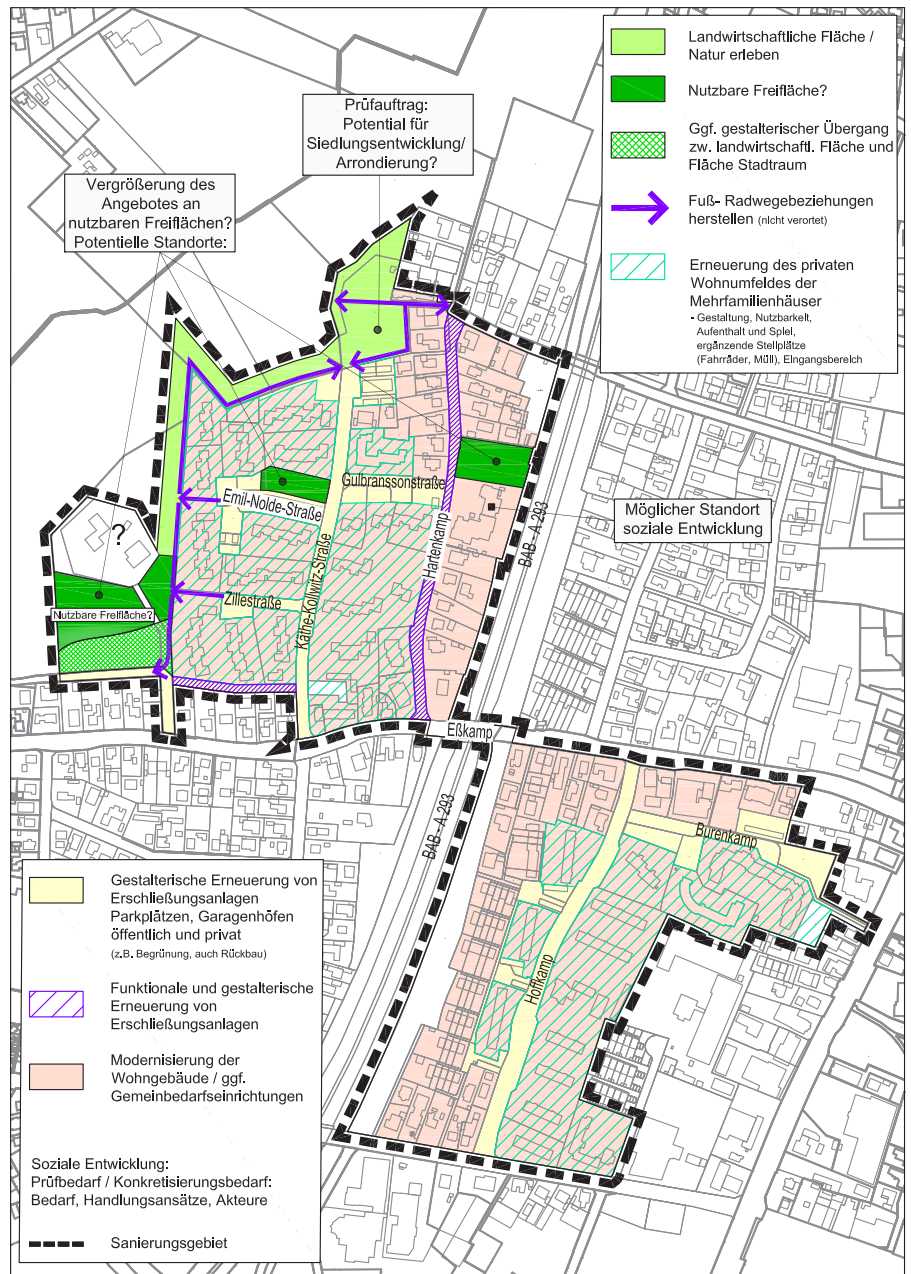 Landwirtschaftliche Fläche /
Natur erleben
Nutzbare Freifläche?
Ggf. gestalterischer Übergang
zw. landwirtschaftl. Fläche und
Fläche Stadtraum
Fuß- Radwegebeziehungen
herstellen (nicht verortet)
Erneuerung des privaten
Wohnumfeldes der
Mehrfamilienhäuser
- Gestaltung, Nutzbarkeit,
Aufenthalt und Spiel,
ergänzende Stellplätze
(Fahrräder, Müll), Eingangsbereich
Prüfauftrag:
Potential für
Siedlungsentwicklung/
Arrondierung?
Vergrößerung des
Angebotes an
nutzbaren Freiflächen?
Potentielle Standorte:
Gulbranssonstraße
Emil-Nolde-Straße
Möglicher Standort
soziale Entwicklung
?
Hartenkamp
BAB - A 293
Käthe-Kollwitz-Straße
Zillestraße
Nutzbare Freifläche?
Eßkamp
BAB - A 293
Burenkamp
Hoffkamp
Gestalterische Erneuerung von
Erschließungsanlagen
Parkplätzen, Garagenhöfen
öffentlich und privat
(z.B. Begrünung, auch Rückbau)
Funktionale und gestalterische
Erneuerung von
Erschließungsanlagen
Modernisierung der
Wohngebäude / ggf.
Gemeinbedarfseinrichtungen
Soziale Entwicklung:
Prüfbedarf / Konkretisierungsbedarf:
Bedarf, Handlungsansätze, Akteure
Sanierungsgebiet